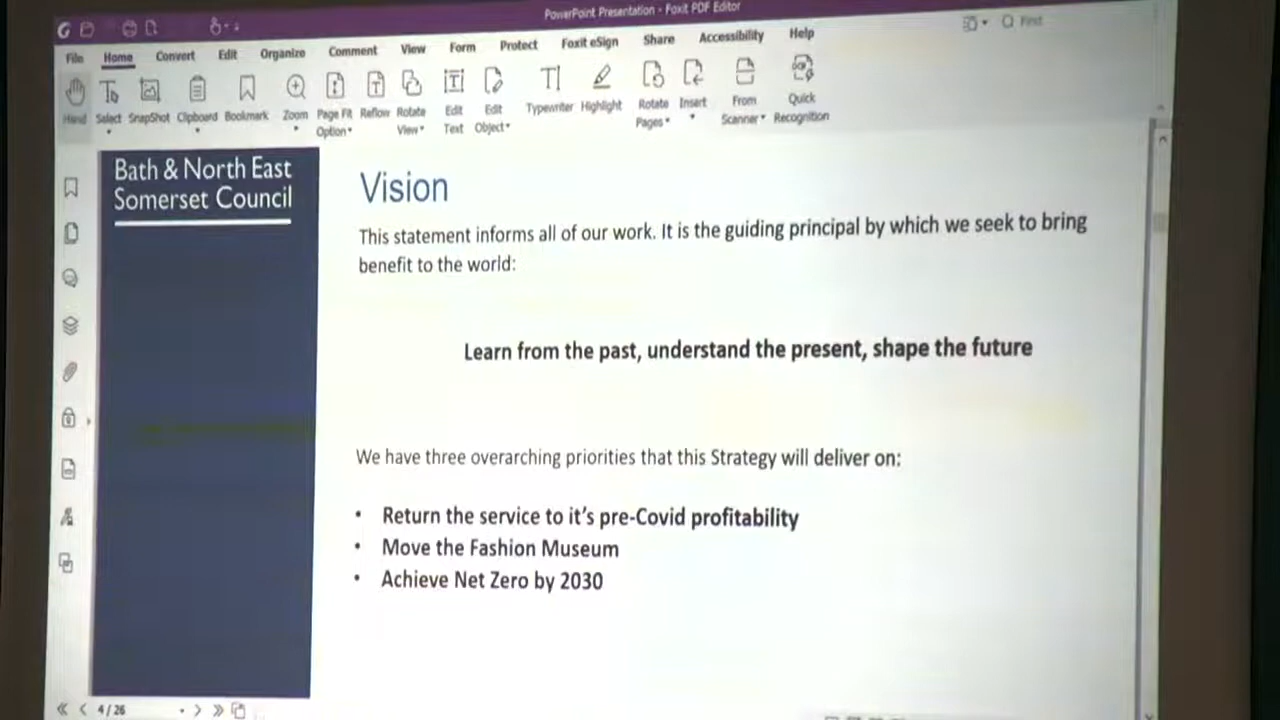 PowerPoint Presentation - Foxit PDF Editor
Find
File Home Convert Edit Organize Comment View Form Protect Foxit eSign Share Accessibility Help
Hand Select SnapShot Clipboard Bookmark Zoom Page Fit Option Reflow Rotate View Edit Text Edit Object Typewriter Highlight Rotate Pages Insert From Scanner Quick Recognition
Bath & North East
Somerset Council
Vision
This statement informs all of our work. It is the guiding principal by which we seek to bring
benefit to the world:
Learn from the past, understand the present, shape the future
We have three overarching priorities that this Strategy will deliver on:
• Return the service to it's pre-Covid profitability
• Move the Fashion Museum
• Achieve Net Zero by 2030
4 / 26